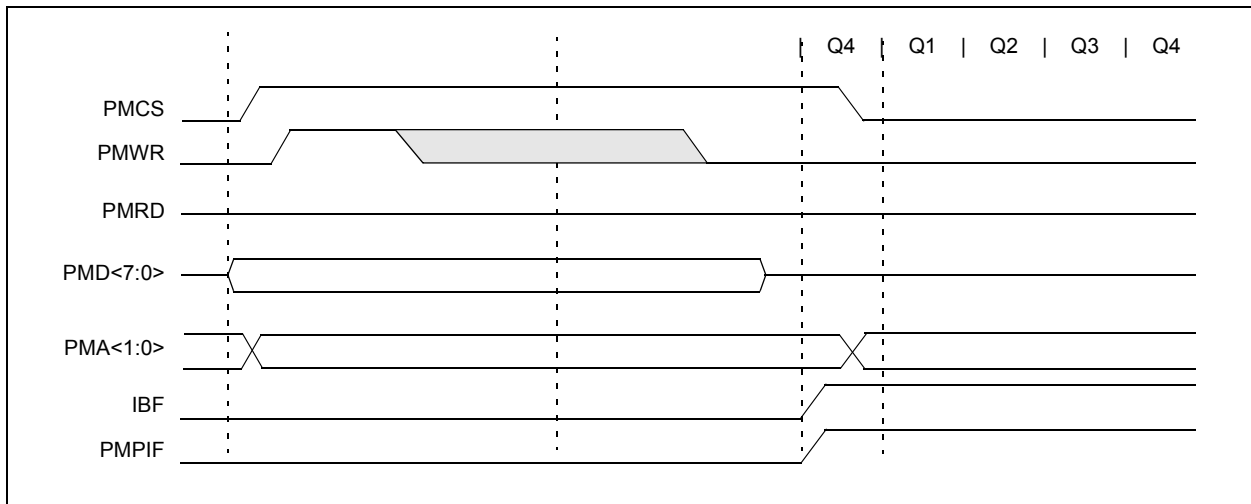 | Q4 | Q1 | Q2 | Q3 | Q4
PMCS
PMWR
PMRD
PMD<7:0>
PMA<1:0>
IBF
PMPIF